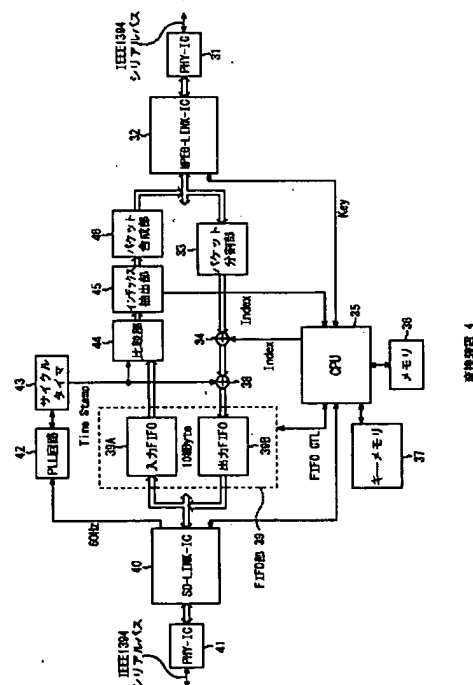 IEEE1394
シリアルバス
PHY-IC
31
MPEG-LINK-IC
32
パケット
合成部
46
パケット
分割部
33
インデックス
抽出部
45
Index
34
Index
Key
比較部
44
38
サイクル
タイマ
43
Time Stamp
PLL回路
42
60Hz
39A
入力FIFO
10MByte
出力FIFO
39B
FIFO部 39
FIFO CTL
CPU
35
メモリ
36
キーメモリ
37
SD-LINK-IC
40
PHY-IC
41
IEEE1394
シリアルバス
変換装置 4